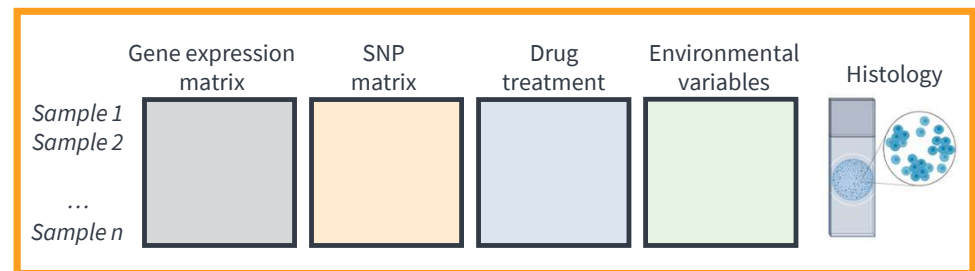 Gene expression
matrix
SNP
matrix
Drug
treatment
Environmental
variables
Histology
Sample 1
Sample 2
...
Sample n